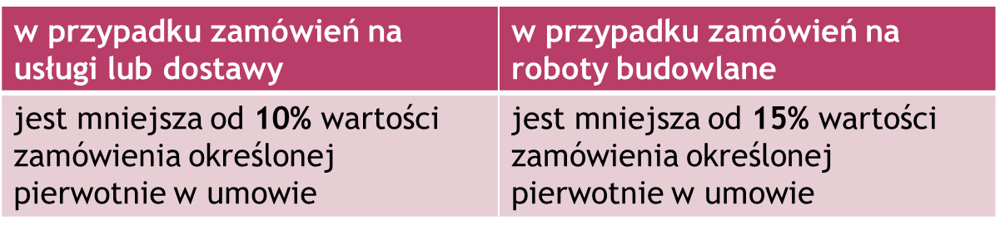 w przypadku zamówień na
usługi lub dostawy
w przypadku zamówień na
roboty budowlane
jest mniejsza od 10% wartości
zamówienia określonej
pierwotnie w umowie
jest mniejsza od 15% wartości
zamówienia określonej
pierwotnie w umowie